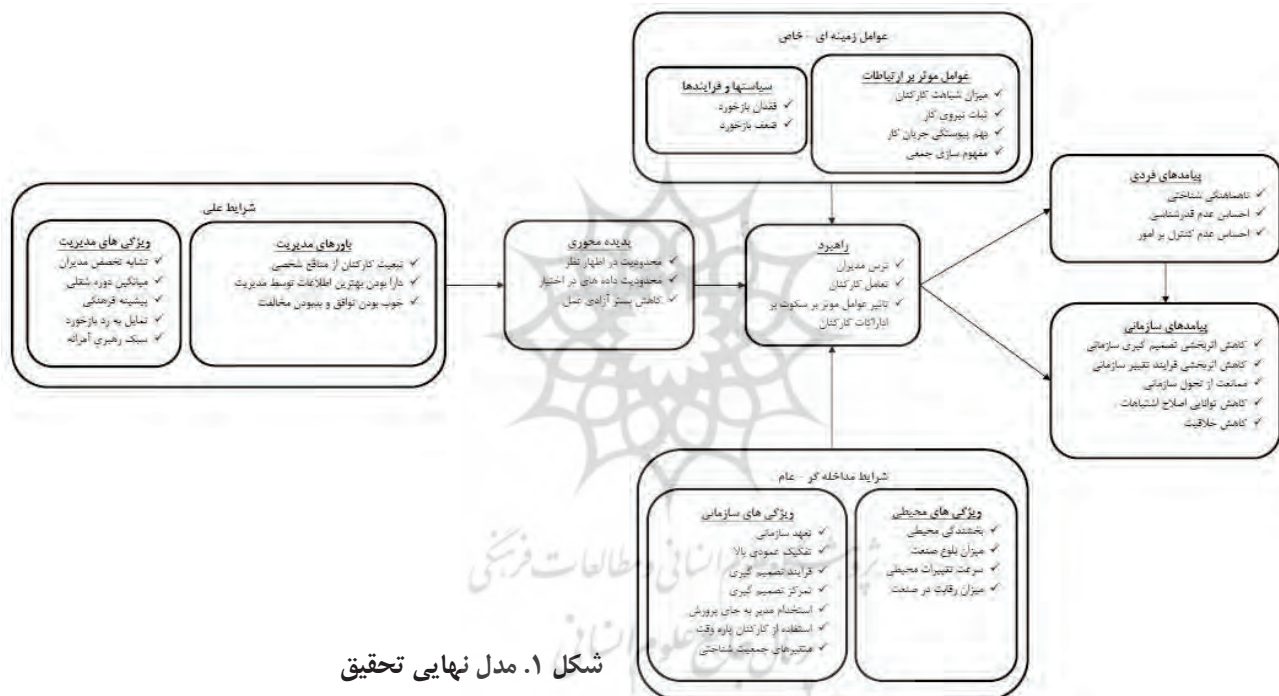 عوامل زمینه ای - خاص
عوامل موثر بر ارتباطات
✓ میزان شباهت کارکنان
✓ ثبات نیروی کار
✓ بهم پیوستگی جریان کار
✓ مفهوم سازی جمعی
سیاستها و فرایندها
✓ فقدان بازخورد
✓ ضعف بازخورد
پیامدهای فردی
✓ ناهماهنگی شناختی
✓ احساس عدم قدرشناسی
✓ احساس عدم کنترل بر امور
پیامدهای سازمانی
✓ کاهش اثربخشی تصمیم گیری سازمانی
✓ کاهش اثربخشی فرایند تغییر سازمانی
✓ ممانعت از تحول سازمانی
✓ کاهش توانایی اصلاح اشتباهات
✓ کاهش خلاقیت
راهبرد
✓ ترس مدیران
✓ تعامل کارکنان
✓ تاثیر عوامل موثر بر سکوت بر
ادراکات کارکنان
پدیده محوری
✓ محدودیت در اظهار نظر
✓ محدودیت داده های در اختیار
✓ کاهش بستر آزادی عمل
شرایط علی
باورهای مدیریت
✓ تبعیت کارکنان از منافع شخصی
✓ دارا بودن بهترین اطلاعات توسط مدیریت
✓ خوب بودن توافق و بدبودن مخالفت
ویژگی های مدیریت
✓ تشابه تخصص مدیران
✓ میانگین دوره شغلی
✓ پیشینه فرهنگی
✓ تمایل به رد بازخورد
✓ سبک رهبری آمرانه
شرایط مداخله گر - عام
ویژگی های محیطی
✓ بخشندگی محیطی
✓ میزان بلوغ صنعت
✓ سرعت تغییرات محیطی
✓ میزان رقابت در صنعت
ویژگی های سازمانی
✓ تعهد سازمانی
✓ تفکیک عمودی بالا
✓ فرایند تصمیم گیری
✓ تمرکز تصمیم گیری
✓ استخدام مدیر به جای پرورش
✓ استفاده از کارکنان پاره وقت
✓ متغیرهای جمعیت شناختی
شکل ۱. مدل نهایی تحقیق